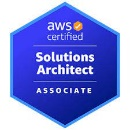 aws
certified
Solutions
Architect
ASSOCIATE